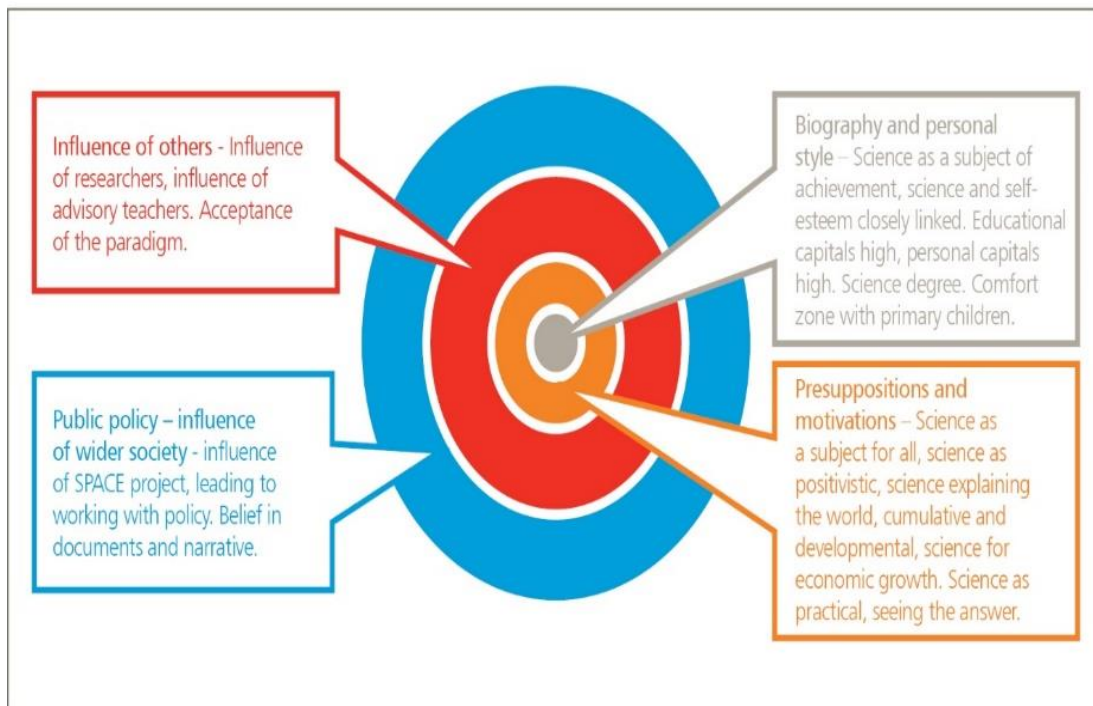 Influence of others - Influence
of researchers, influence of
advisory teachers. Acceptance
of the paradigm.
Biography and personal
style – Science as a subject of
achievement, science and self-
esteem closely linked. Educational
capitals high, personal capitals
high. Science degree. Comfort
zone with primary children.
Public policy – influence
of wider society - influence
of SPACE project, leading to
working with policy. Belief in
documents and narrative.
Presuppositions and
motivations – Science as
a subject for all, science as
positivistic, science explaining
the world, cumulative and
developmental, science for
economic growth. Science as
practical, seeing the answer.